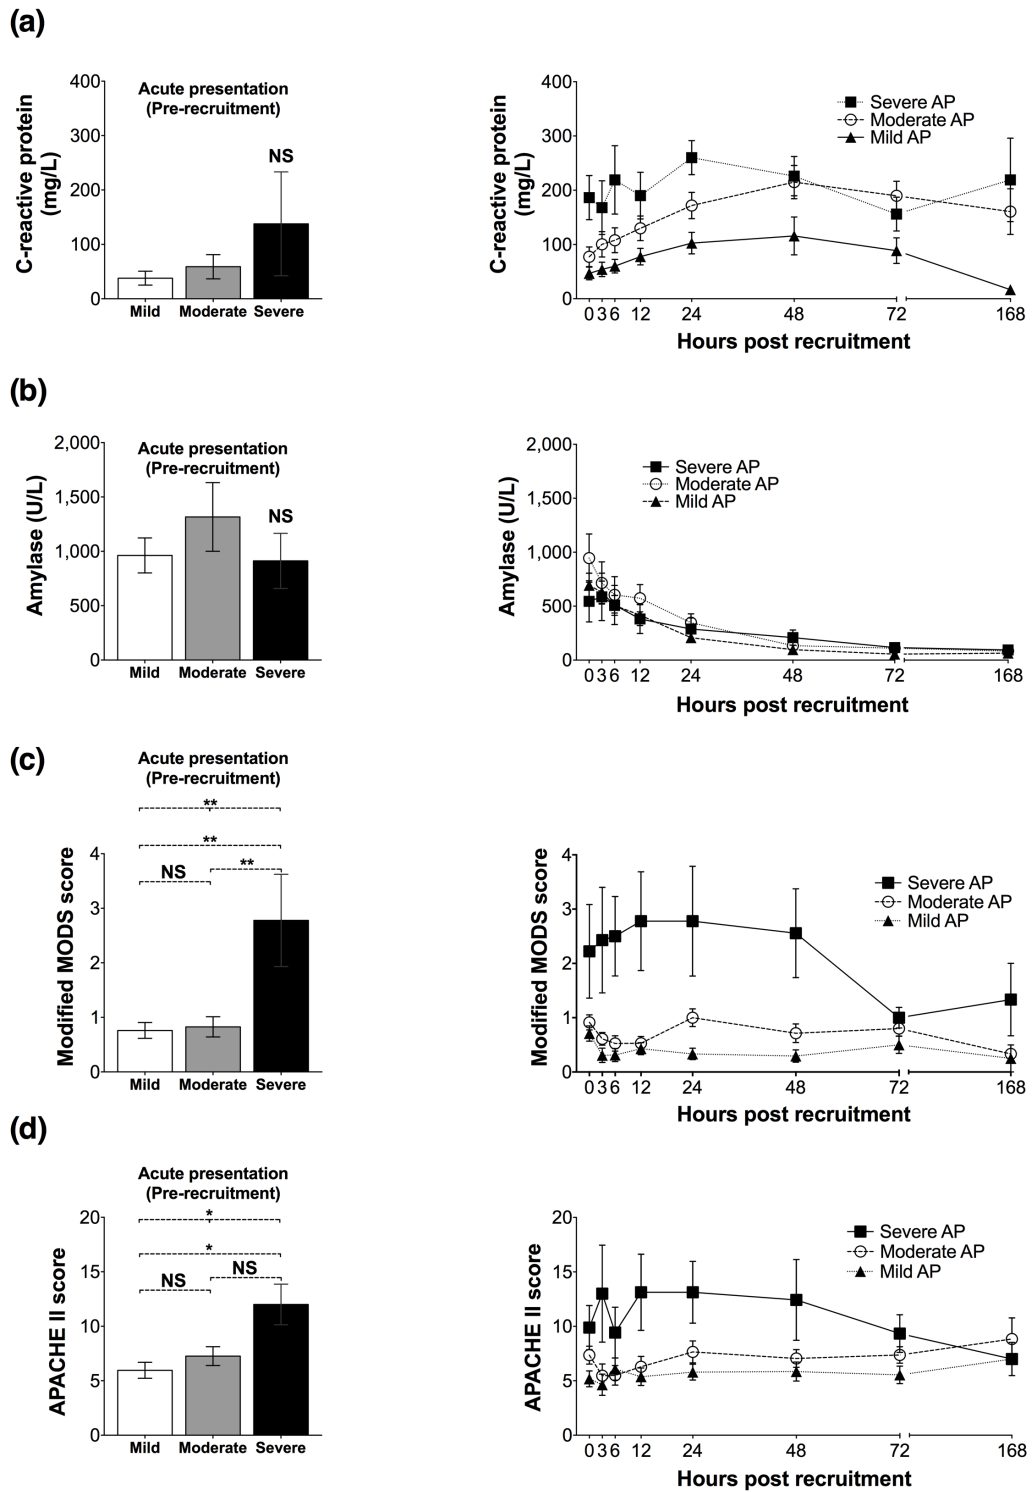 (a)
Acute presentation
(Pre-recruitment)
C-reactive protein
(mg/L)
400
300
200
100
0
NS
Mild Moderate Severe
C-reactive protein
(mg/L)
400
300
200
100
0
Severe AP
Moderate AP
Mild AP
0 3 6 12 24 48 72 168
Hours post recruitment
(b)
Acute presentation
(Pre-recruitment)
Amylase (U/L)
2,000
1,500
1,000
500
0
NS
Mild Moderate Severe
Amylase (U/L)
2,000
1,500
1,000
500
0
Severe AP
Moderate AP
Mild AP
0 3 6 12 24 48 72 168
Hours post recruitment
(c)
Acute presentation
(Pre-recruitment)
**
**
NS **
Modified MODS score
4
3
2
1
0
Mild Moderate Severe
Modified MODS score
4
3
2
1
0
Severe AP
Moderate AP
Mild AP
0 3 6 12 24 48 72 168
Hours post recruitment
(d)
Acute presentation
(Pre-recruitment)
*
*
NS NS
APACHE II score
20
15
10
5
0
Mild Moderate Severe
APACHE II score
20
15
10
5
0
Severe AP
Moderate AP
Mild AP
0 3 6 12 24 48 72 168
Hours post recruitment